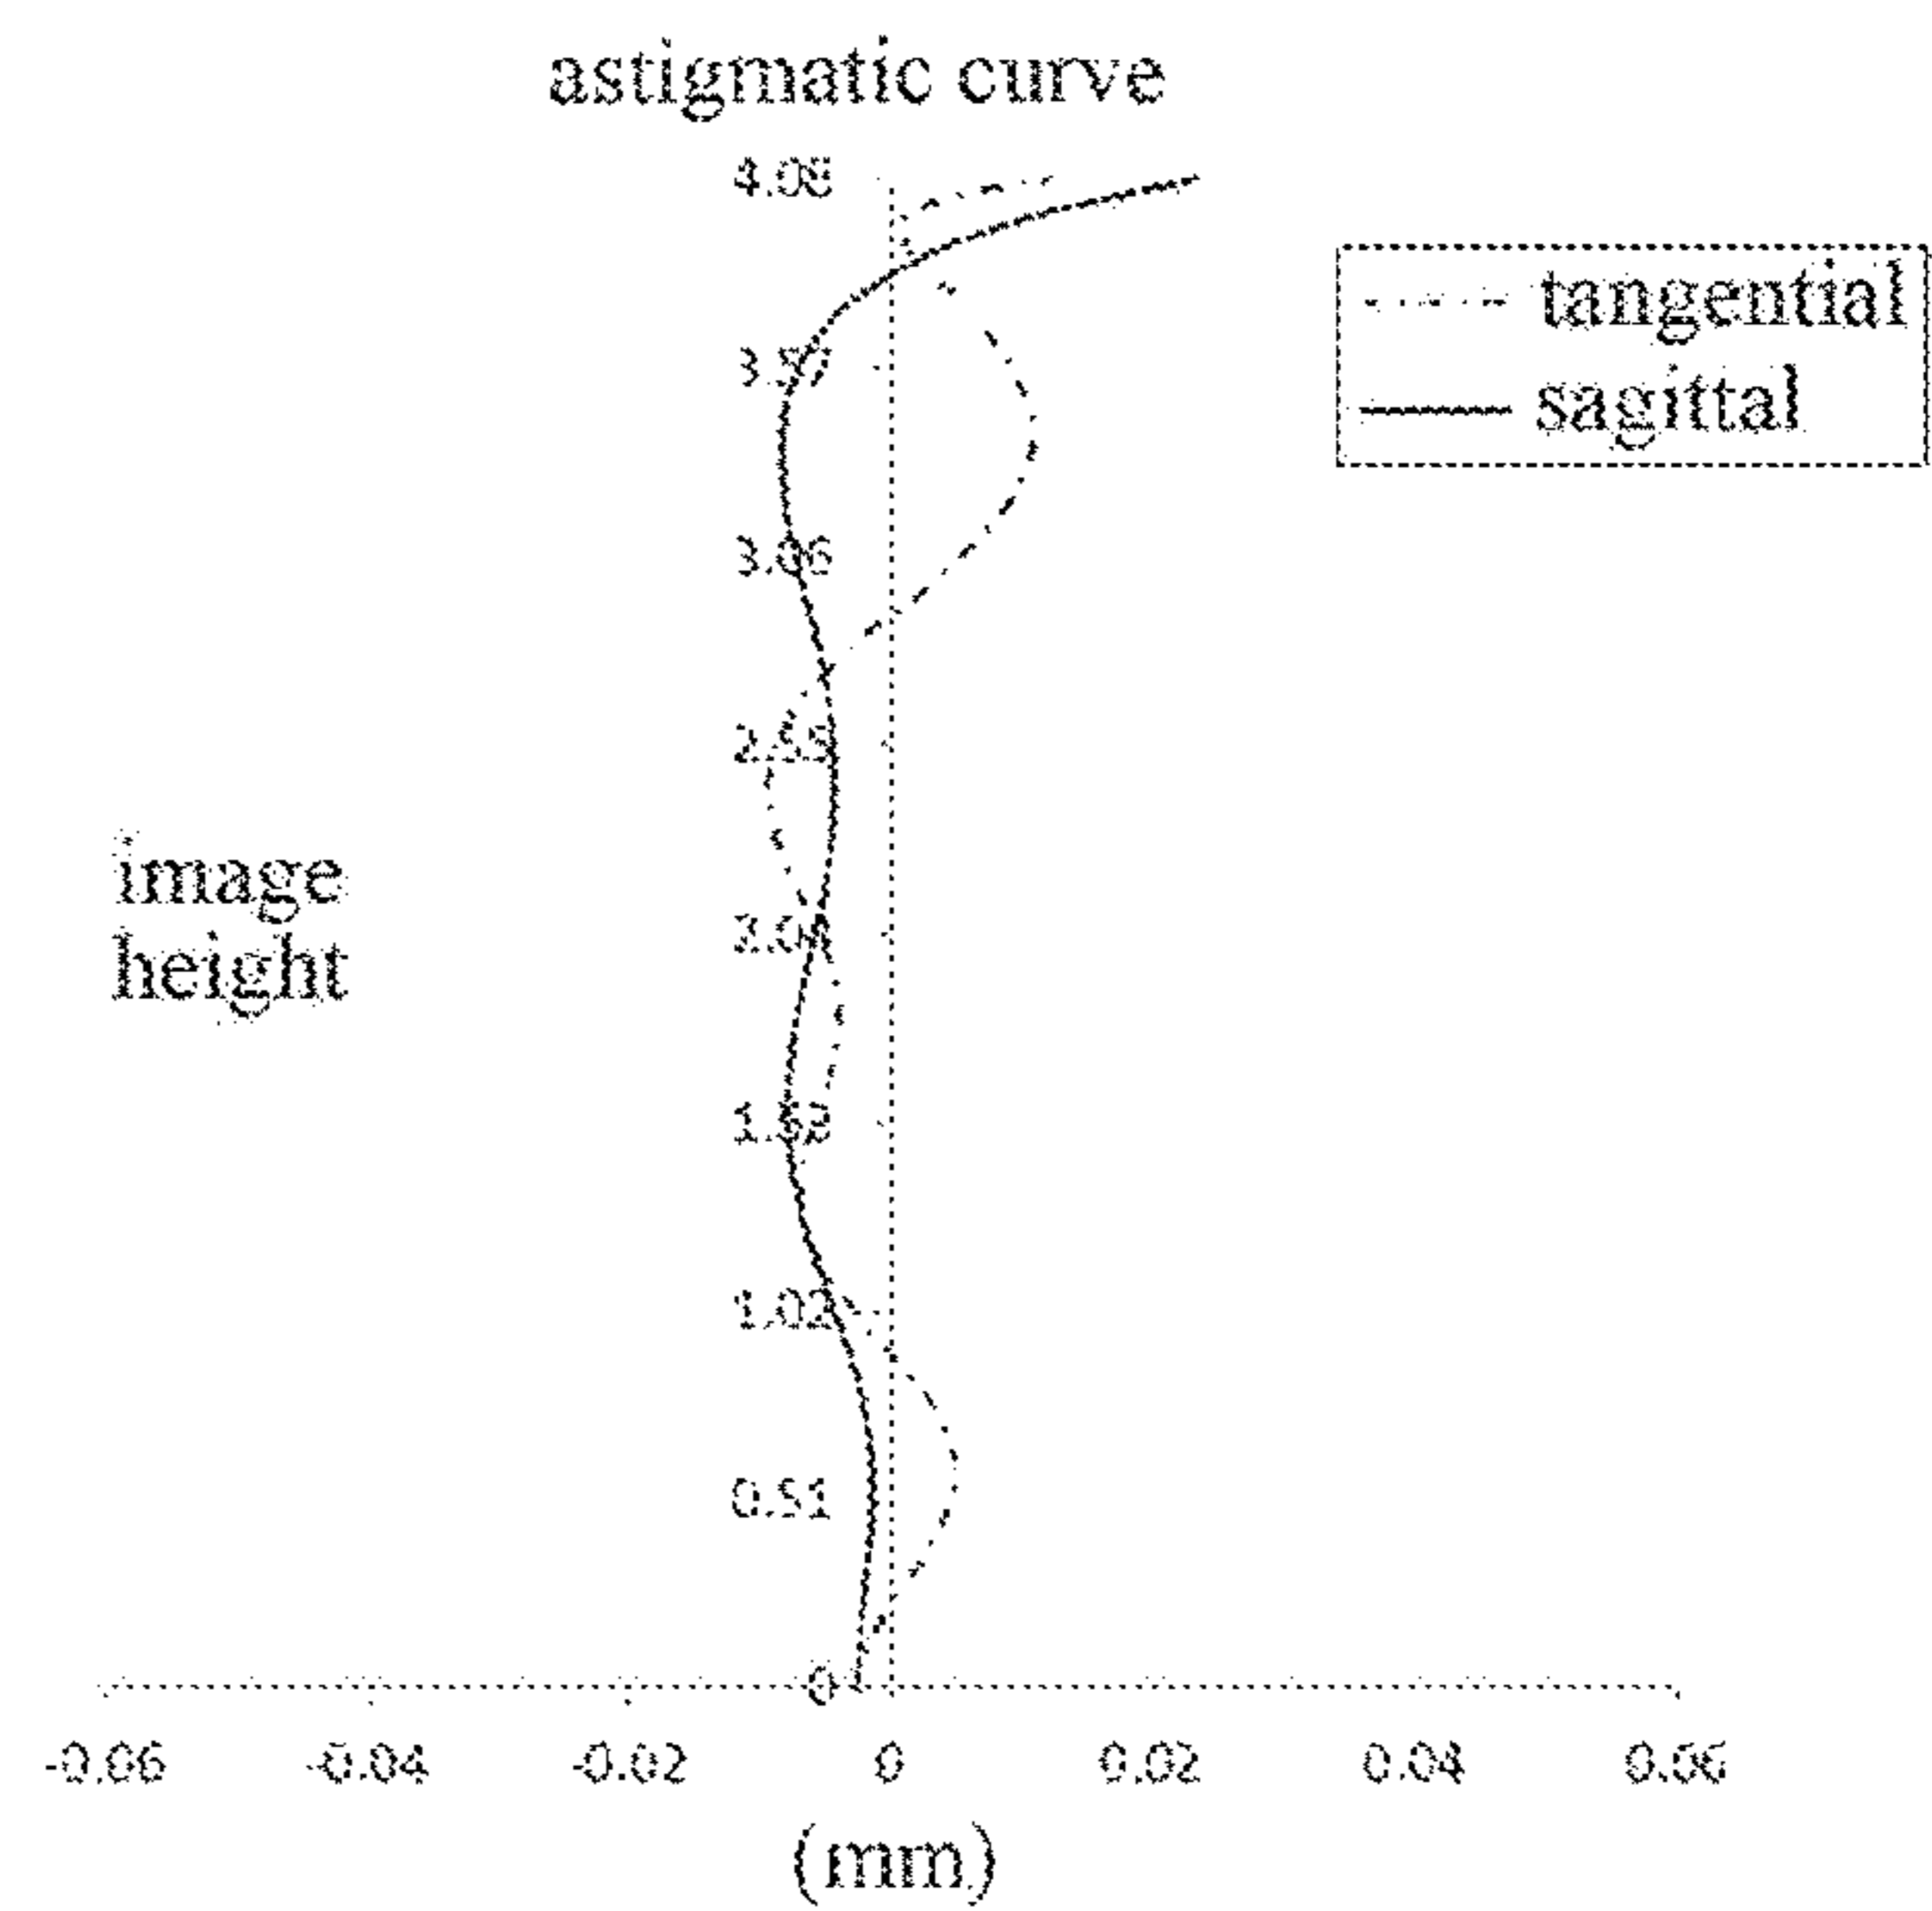 astigmatic curve
4.08
3.57
3.06
2.55
2.04
1.53
1.02
0.51
0
tangential
sagittal
image
height
-0.06 -0.04 -0.02 0 0.02 0.04 0.06
(mm)